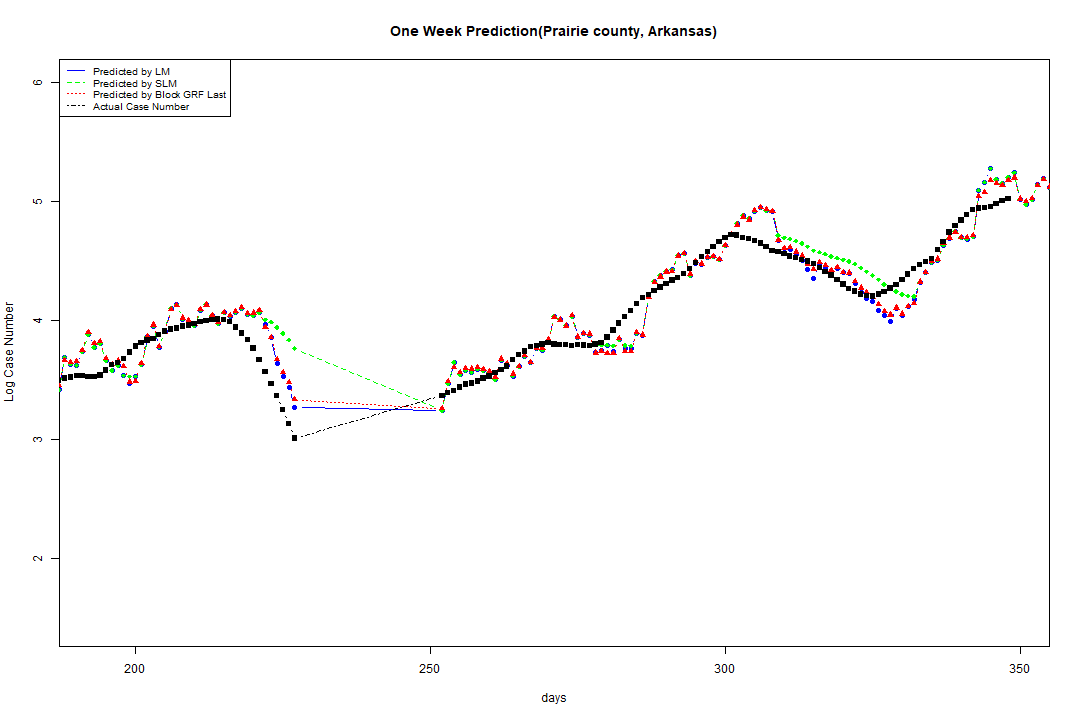 One Week Prediction(Prairie county, Arkansas)
Predicted by LM
Predicted by SLM
Predicted by Block GRF Last
Actual Case Number
6
5
4
3
2
Log Case Number
200
250
300
350
days